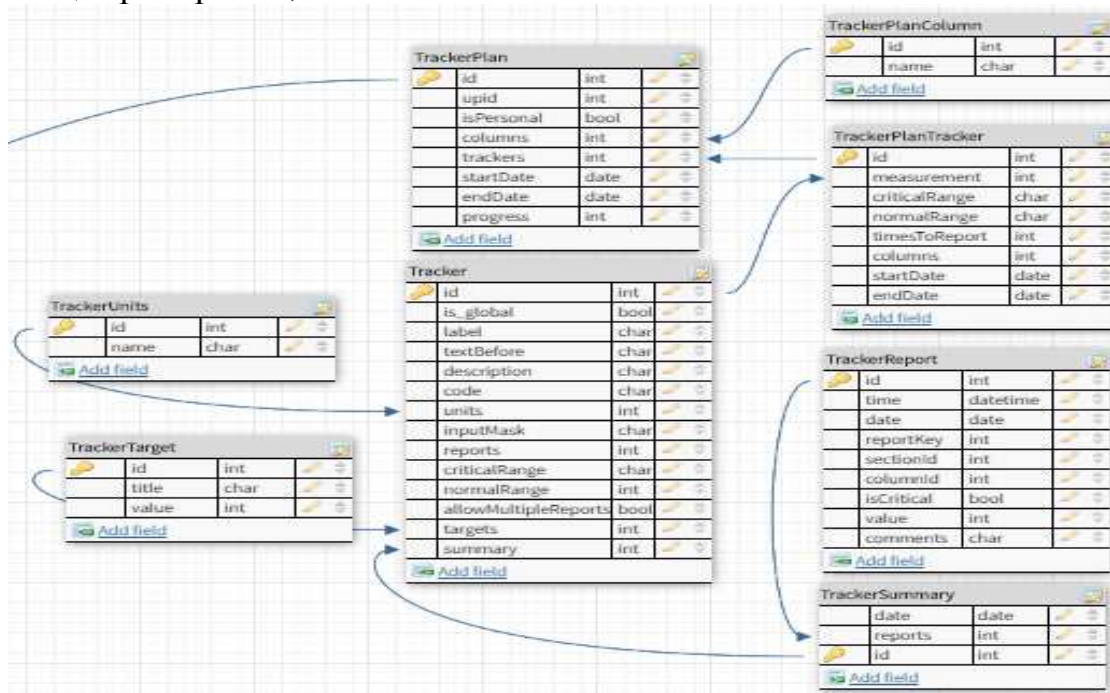 TrackerPlanColumn
id int
name char
Add field
TrackerPlan
id int
upid int
isPersonal bool
columns int
trackers int
startDate date
endDate date
progress int
Add field
TrackerPlanTracker
id int
measurement int
criticalRange char
normalRange char
timesToReport int
columns int
startDate date
endDate date
Add field
Tracker
id int
is_global bool
label char
textBefore char
description char
code char
units int
inputMask char
reports int
criticalRange char
normalRange int
allowMultipleReports bool
targets int
summary int
Add field
TrackerUnits
id int
name char
Add field
TrackerTarget
id int
title char
value int
Add field
TrackerReport
id int
time datetime
date date
reportKey int
sectionId int
columnId int
isCritical bool
value int
comments char
Add field
TrackerSummary
date date
reports int
id int
Add field